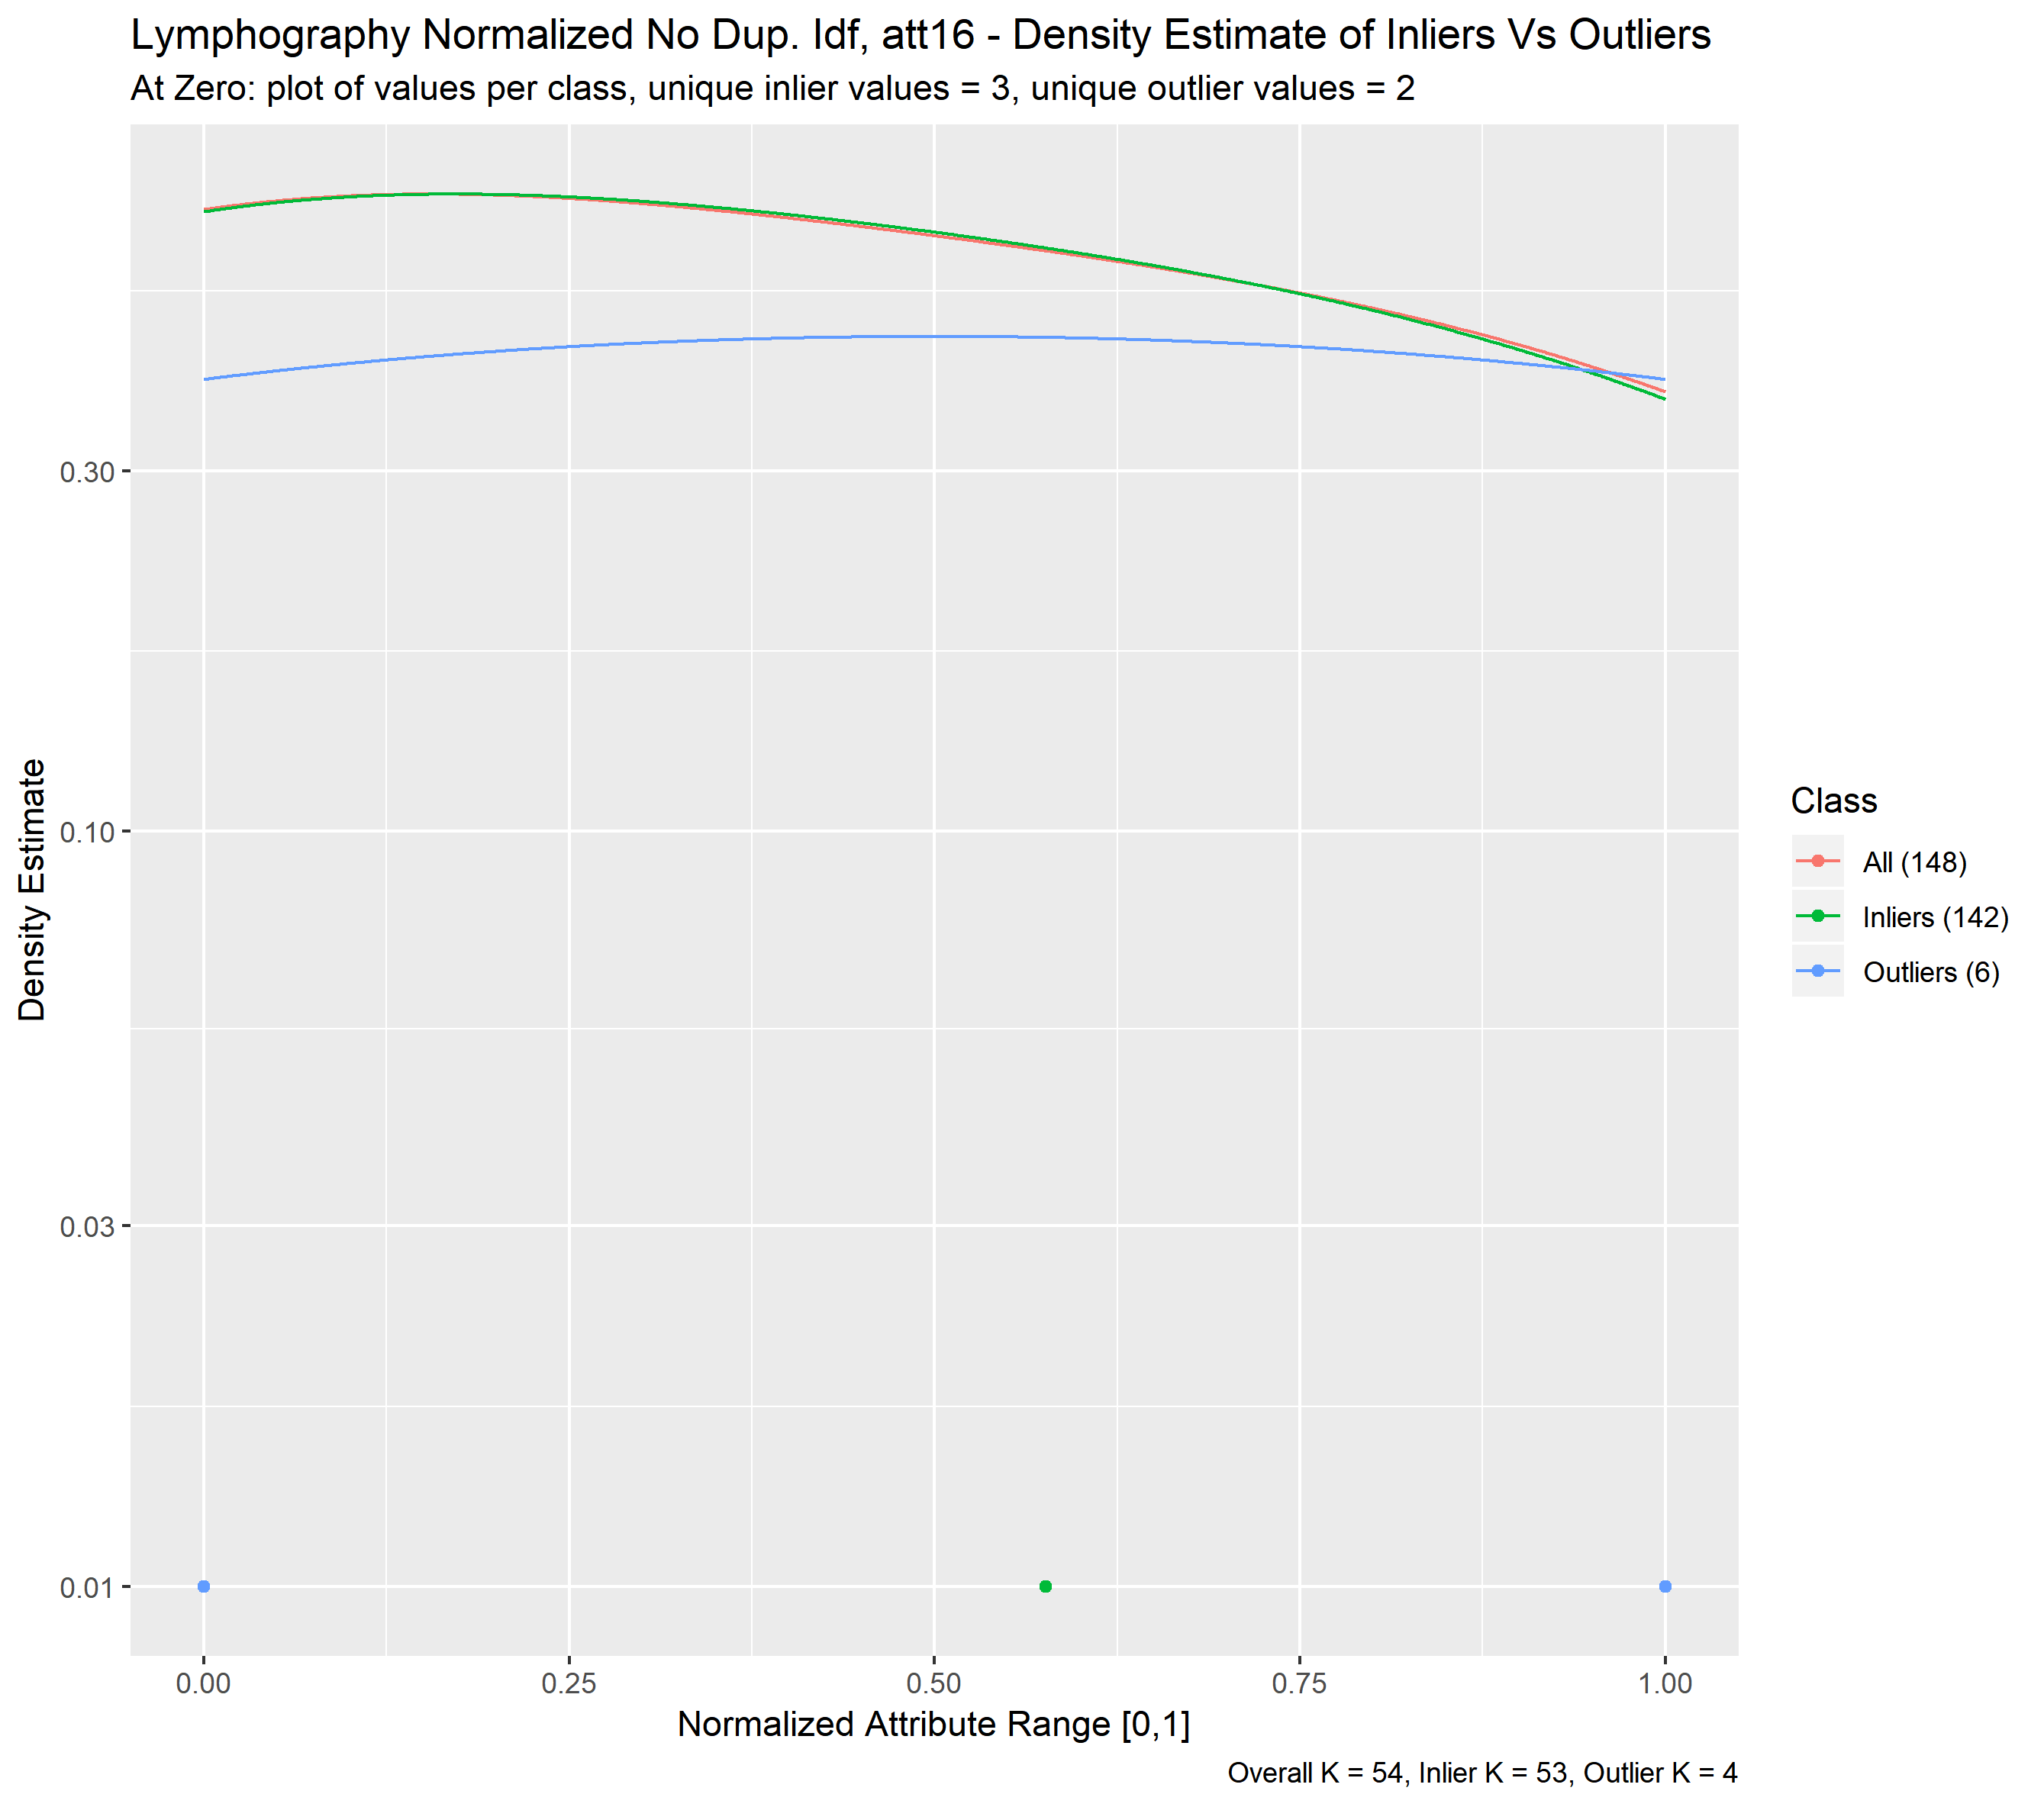 Lymphography Normalized No Dup. Idf, att16 - Density Estimate of Inliers Vs Outliers
At Zero: plot of values per class, unique inlier values = 3, unique outlier values = 2
Density Estimate
0.30
0.10
0.03
0.01
0.00
0.25
0.50
0.75
1.00
Normalized Attribute Range [0,1]
Overall K = 54, Inlier K = 53, Outlier K = 4
Class
All (148)
Inliers (142)
Outliers (6)